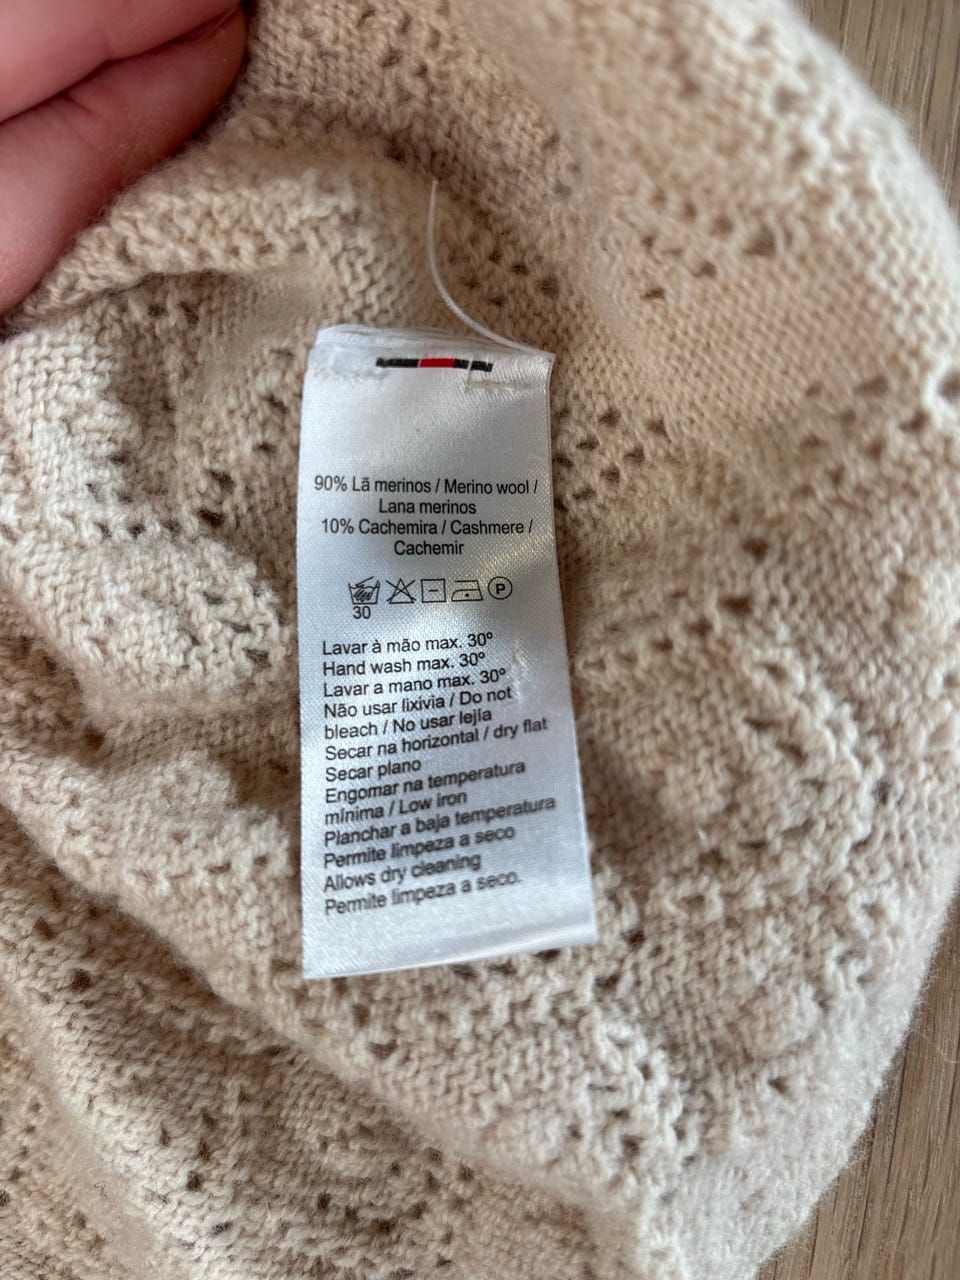 90% Lã merinos / Merino wool /
Lana merinos
10% Cachemira / Cashmere /
Cachemir
P
30
Lavar à mão max. 30º
Hand wash max. 30º
Lavar a mano max. 30º
Não usar lixivia / Do not
bleach / No usar lejla
Secar na horizontal / dry flat
Secar plano
Engomar na temperatura
mínima / Low iron
Planchar a baja temperatura
Permite limpeza a seco
Allows dry cleaning
Permite limpeza a seco.